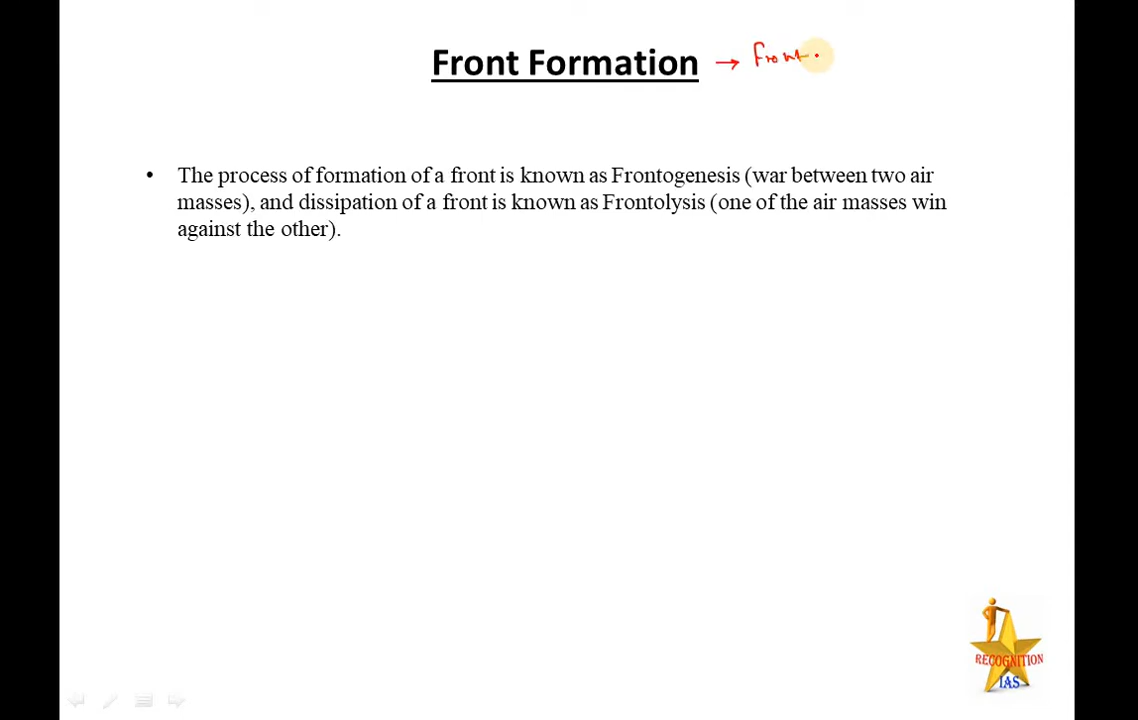 Front Formation → Front.
• The process of formation of a front is known as Frontogenesis (war between two air
masses), and dissipation of a front is known as Frontolysis (one of the air masses win
against the other).
RECOGNITION
IAS